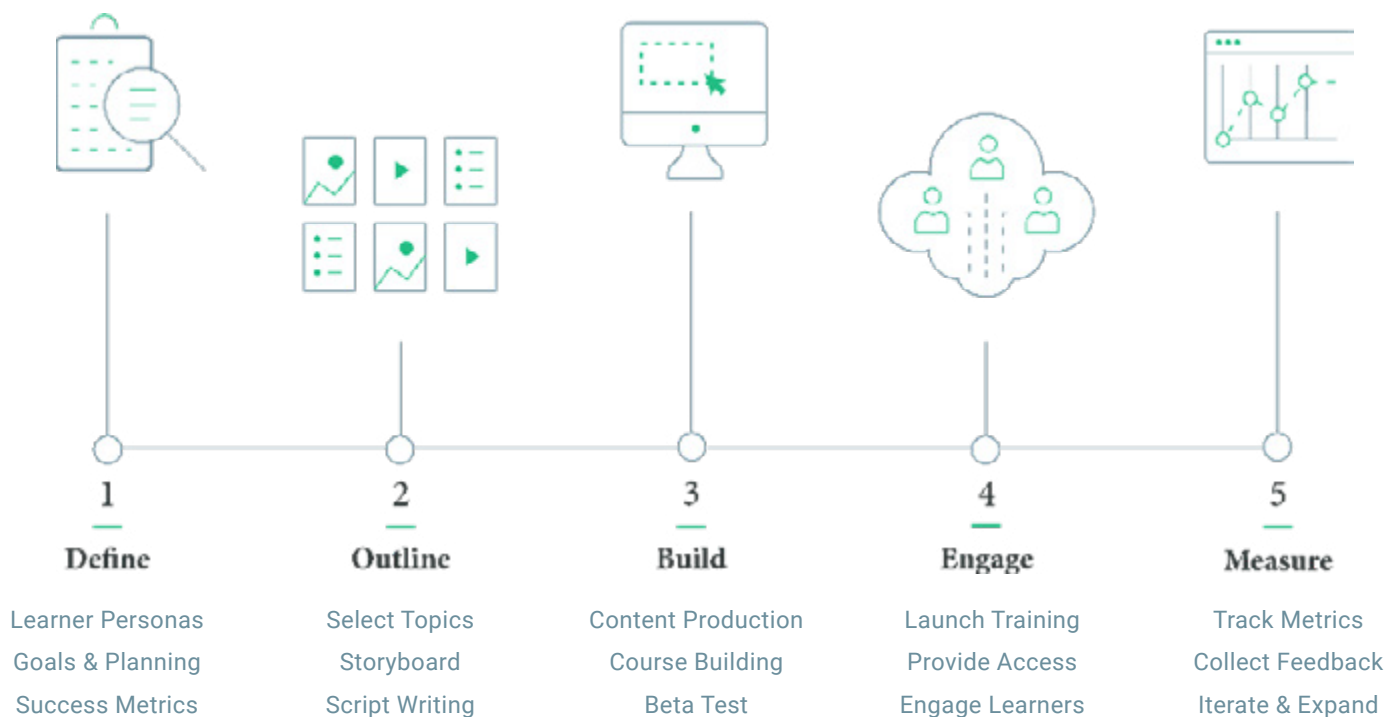 1
2
3
4
5
Define
Outline
Build
Engage
Measure
Learner Personas
Goals & Planning
Success Metrics
Select Topics
Storyboard
Script Writing
Content Production
Course Building
Beta Test
Launch Training
Provide Access
Engage Learners
Track Metrics
Collect Feedback
Iterate & Expand